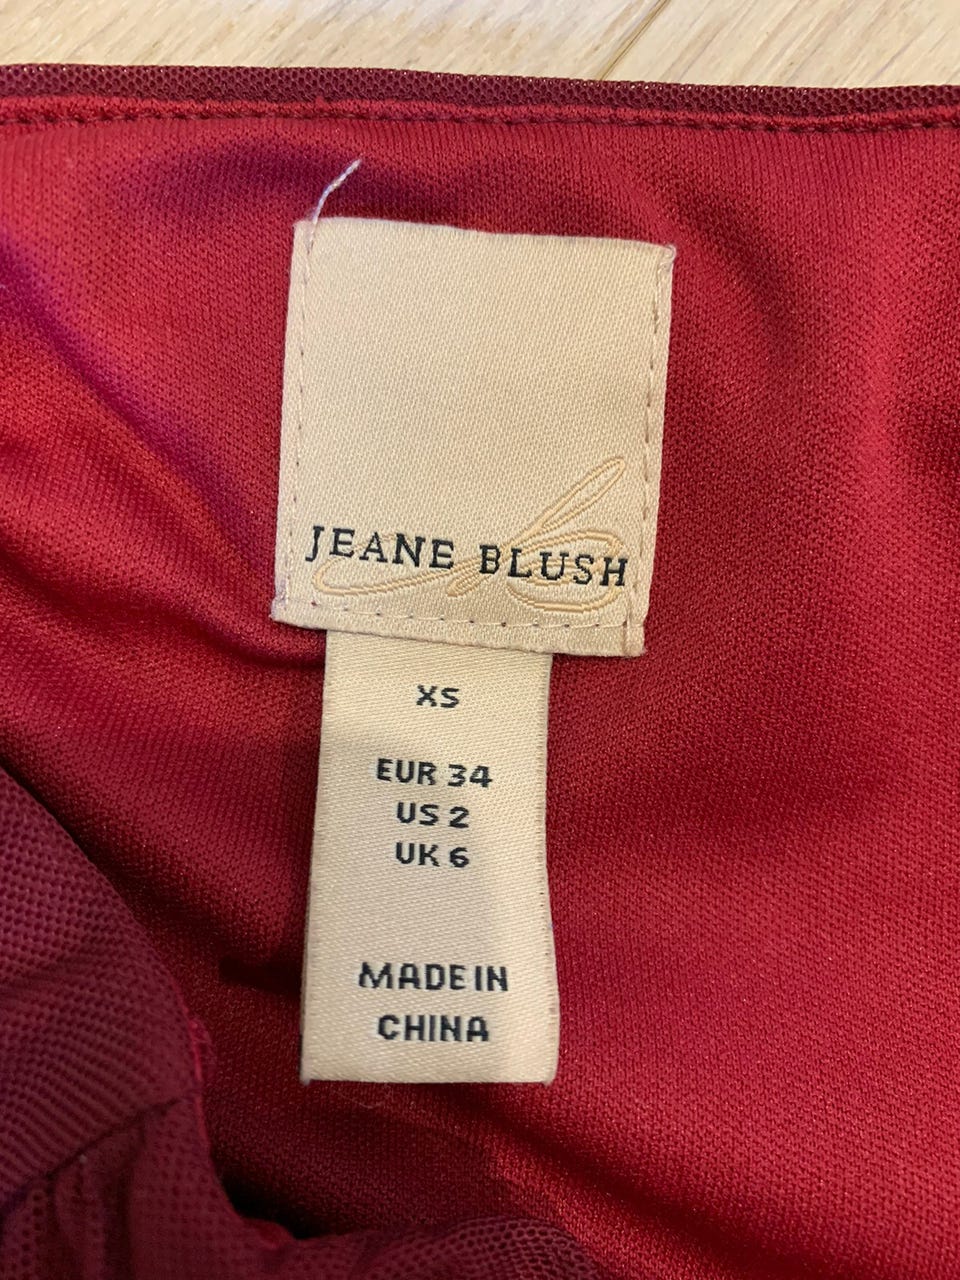 JEANE BLUSH
XS
EUR 34
US 2
UK 6
MADE IN
CHINA